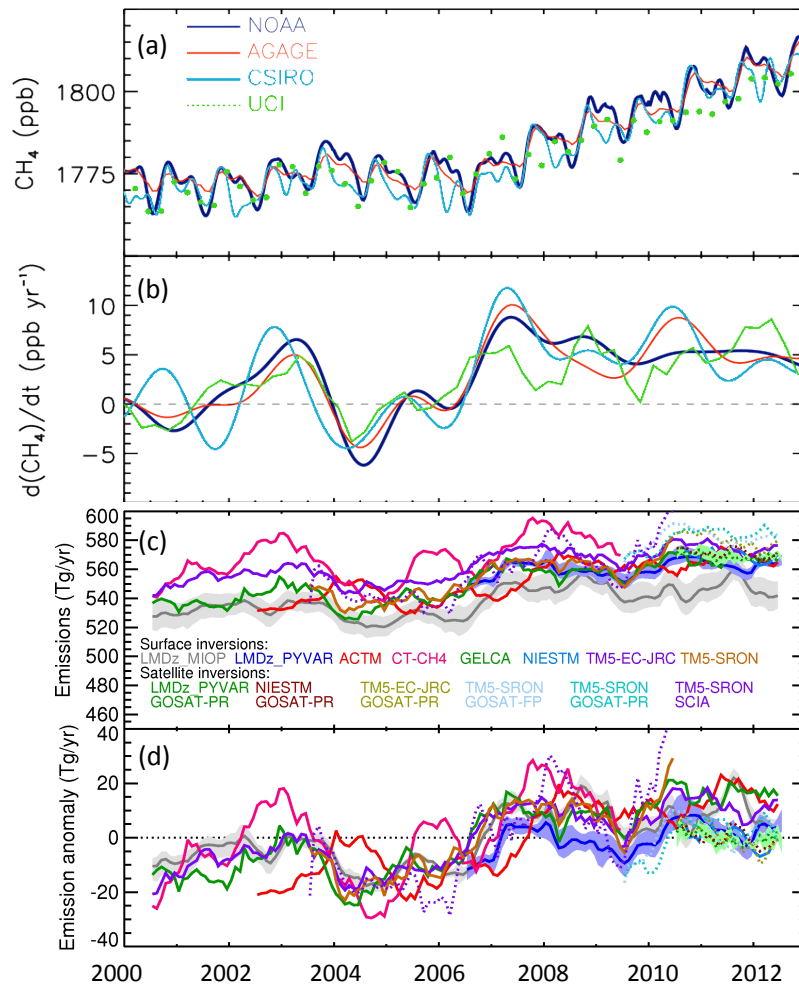 (a)
NOAA
AGAGE
CSIRO
UCI
CH₄ (ppb)
1800
1775
(b)
d(CH₄)/dt (ppb yr⁻¹)
10
5
0
−5
(c)
Emissions (Tg/yr)
600
580
560
540
520
500
480
460
Surface inversions:
LMDz_MIOP LMDz_PYVAR ACTM CT-CH4 GELCA NIESTM TM5-EC-JRC TM5-SRON
Satellite inversions:
LMDz_PYVAR NIESTM TM5-EC-JRC TM5-SRON TM5-SRON TM5-SRON
GOSAT-PR GOSAT-PR GOSAT-PR GOSAT-FP GOSAT-PR SCIA
(d)
Emission anomaly (Tg/yr)
40
20
0
-20
-40
2000 2002 2004 2006 2008 2010 2012